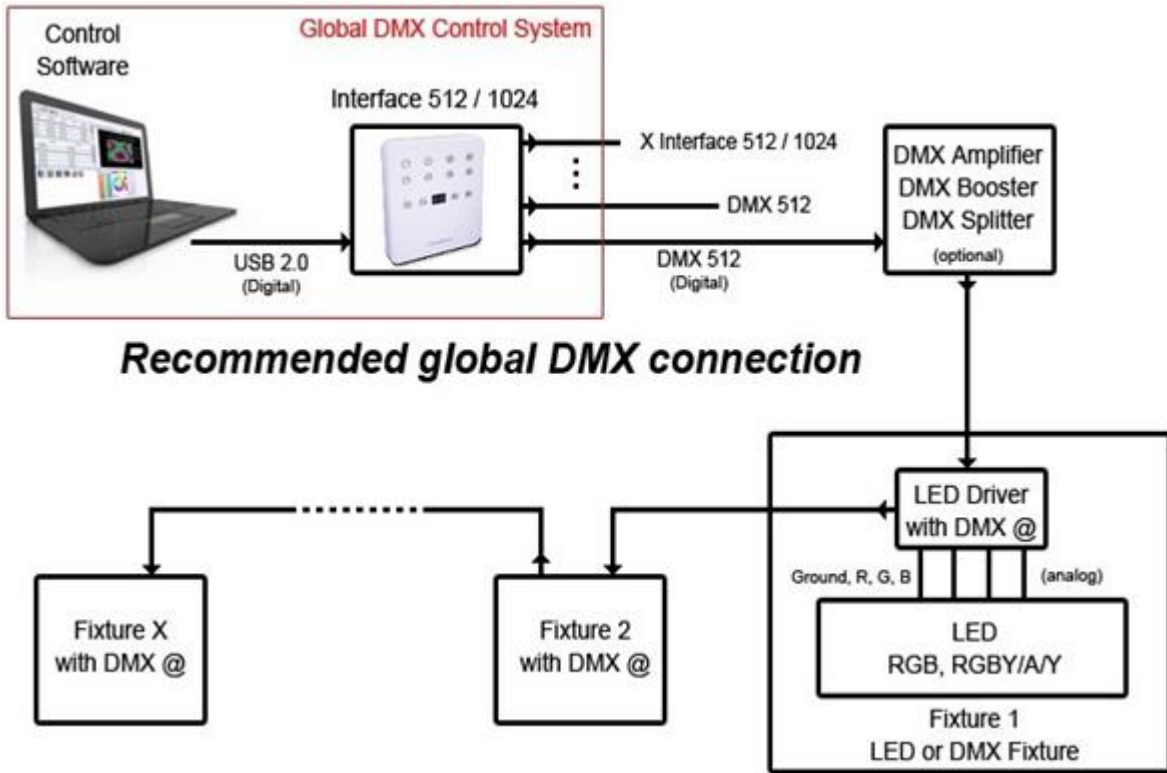 Global DMX Control System
Control
Software
Interface 512 / 1024
X Interface 512 / 1024
DMX 512
USB 2.0
(Digital)
DMX 512
(Digital)
DMX Amplifier
DMX Booster
DMX Splitter
(optional)
Recommended global DMX connection
LED Driver
with DMX @
Ground, R, G, B
(analog)
LED
RGB, RGBY/A/Y
Fixture 1
LED or DMX Fixture
Fixture 2
with DMX @
Fixture X
with DMX @